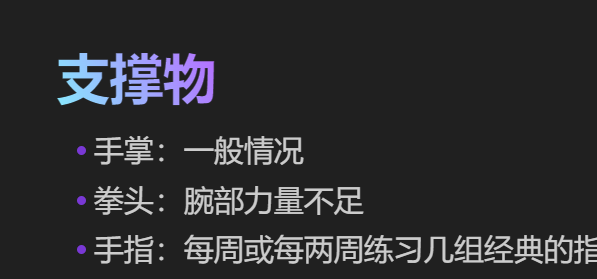 支撑物
手掌：一般情况
拳头：腕部力量不足
手指：每周或每两周练习几组经典的指